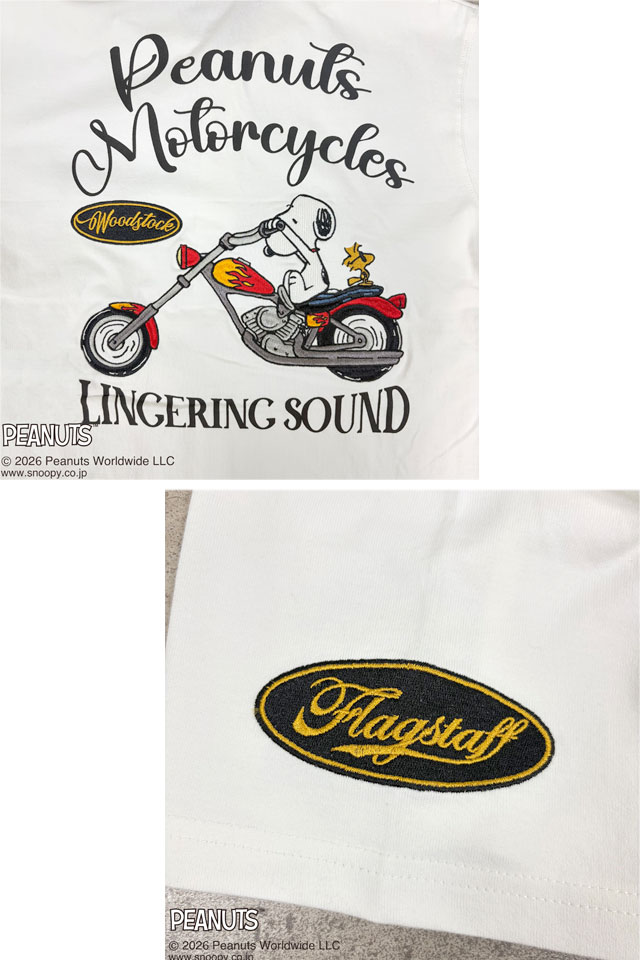 Peanuts
Motorcycles
Woodstock
LINGERING SOUND
PEANUTS™
© 2026 Peanuts Worldwide LLC
www.snoopy.co.jp
Flagstaff
PEANUTS
© 2026 Peanuts Worldwide LLC
www.snoopy.co.jp